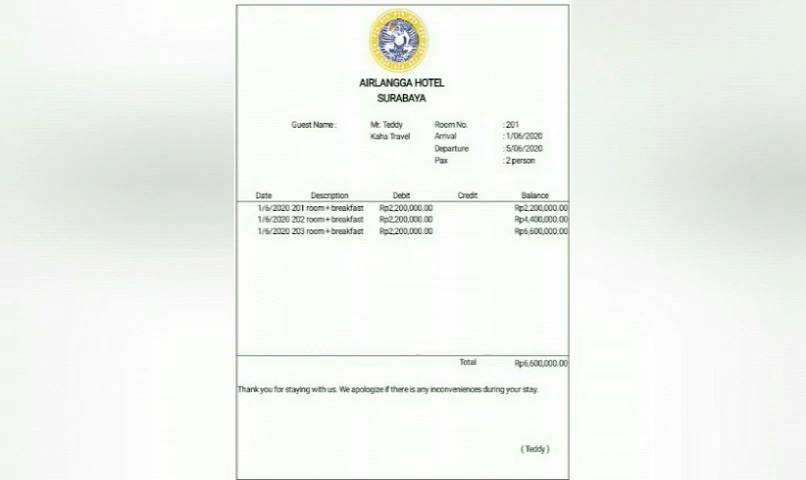 AIRLANGGA HOTEL
SURABAYA
Guest Name : Mr. Teddy Room No. : 201
Kaha Travel Arrival : 1/06/2020
Departure : 5/06/2020
Pax : 2 person
Date Description Debit Credit Balance
1/6/2020 201 room + breakfast Rp2,200,000.00 Rp2,200,000.00
1/6/2020 202 room + breakfast Rp2,200,000.00 Rp4,400,000.00
1/6/2020 203 room + breakfast Rp2,200,000.00 Rp6,600,000.00
Total Rp6,600,000.00
Thank you for staying with us. We apologize if there is any inconveniences during your stay.
( Teddy )